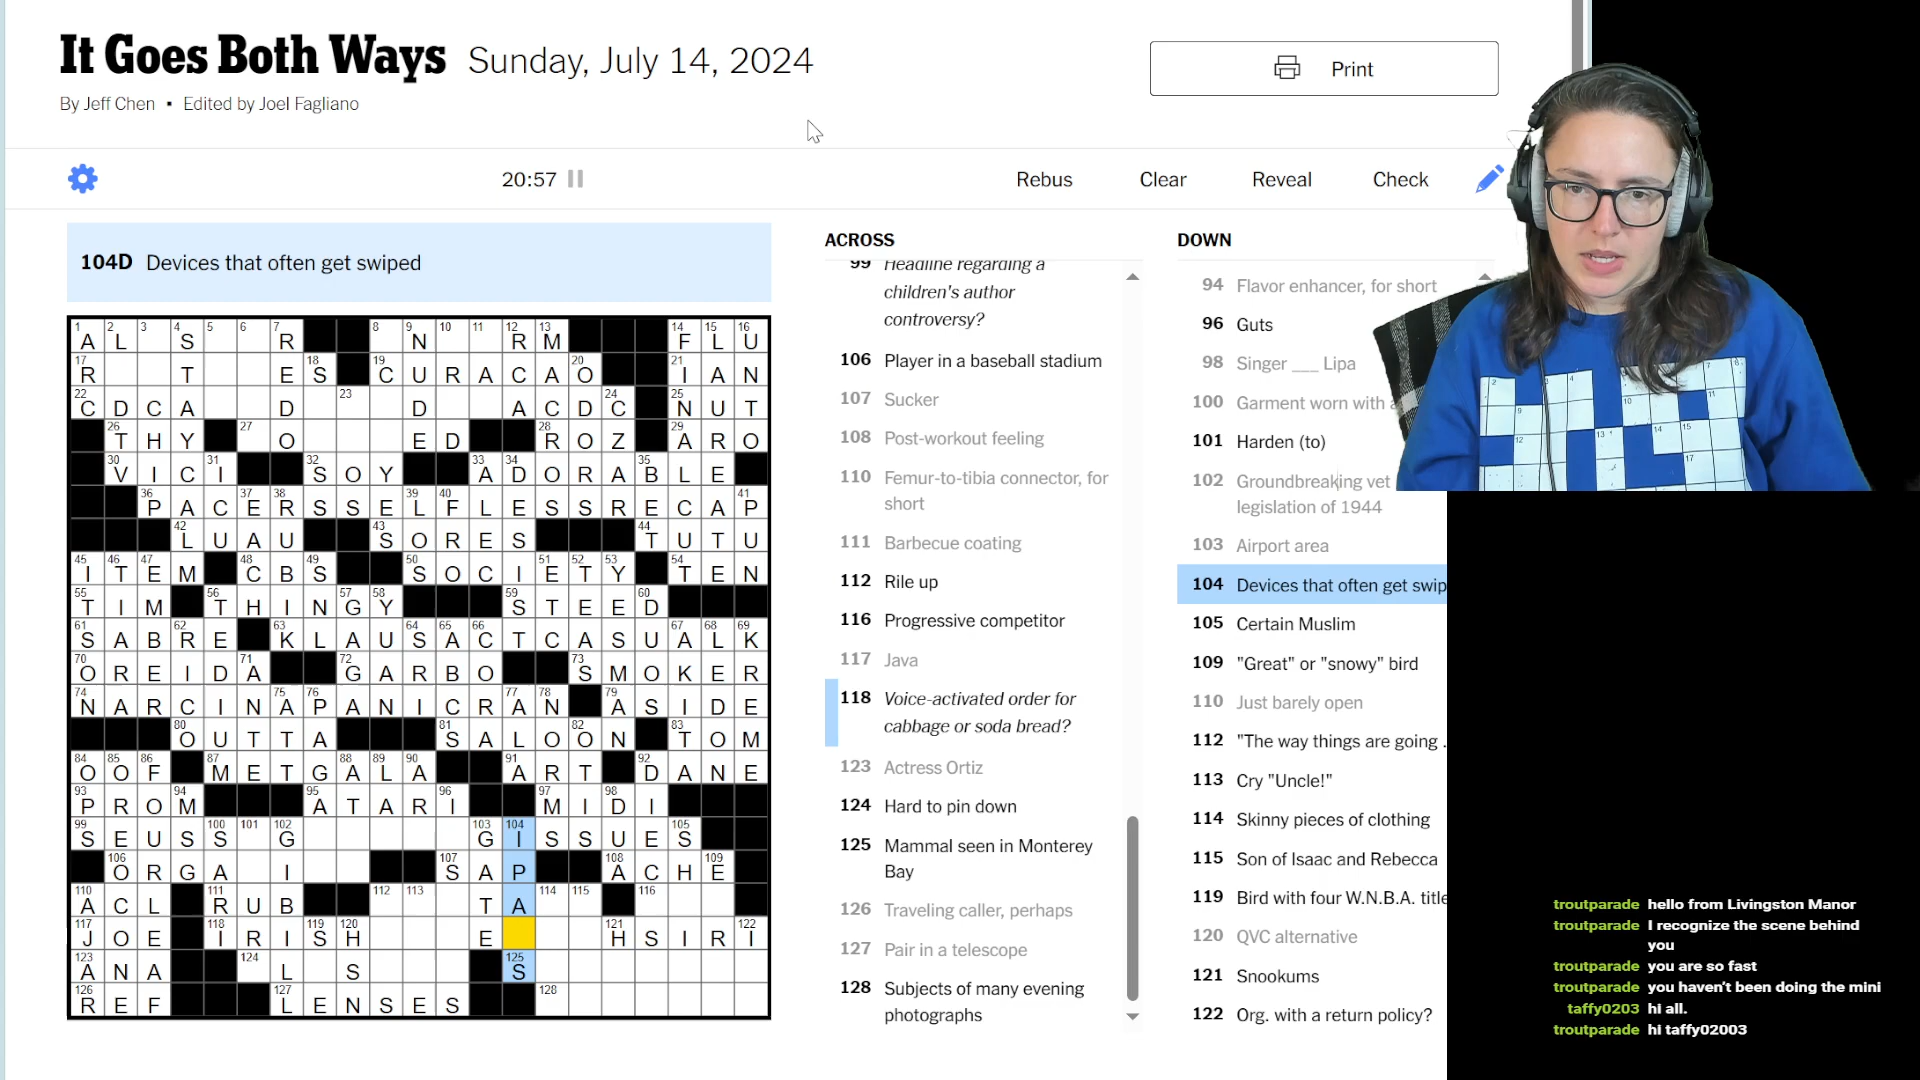 It Goes Both Ways Sunday, July 14, 2024
By Jeff Chen • Edited by Joel Fagliano
Print
20:57
Rebus Clear Reveal Check
104D Devices that often get swiped
ACROSS
99 Headline regarding a
children's author
controversy?
106 Player in a baseball stadium
107 Sucker
108 Post-workout feeling
110 Femur-to-tibia connector, for
short
111 Barbecue coating
112 Rile up
116 Progressive competitor
117 Java
118 Voice-activated order for
cabbage or soda bread?
123 Actress Ortiz
124 Hard to pin down
125 Mammal seen in Monterey
Bay
126 Traveling caller, perhaps
127 Pair in a telescope
128 Subjects of many evening
photographs
DOWN
94 Flavor enhancer, for short
96 Guts
98 Singer ___ Lipa
100 Garment worn with
101 Harden (to)
102 Groundbreaking vet
legislation of 1944
103 Airport area
104 Devices that often get swip
105 Certain Muslim
109 "Great" or "snowy" bird
110 Just barely open
112 "The way things are going .
113 Cry "Uncle!"
114 Skinny pieces of clothing
115 Son of Isaac and Rebecca
119 Bird with four W.N.B.A. title
120 QVC alternative
121 Snookums
122 Org. with a return policy?
A L S R N R M F L U
R T E S C U R A C A O I A N
C D C A D D A C D C N U T
T H Y O E D R O Z A R O
V I C I S O Y A D O R A B L E
P A C E R S S E L F L E S S R E C A P
L U A U S O R E S T U T U
I T E M C B S S O C I E T Y T E N
T I M T H I N G Y S T E E D
S A B R E K L A U S A C T C A S U A L K
O R E I D A G A R B O S M O K E R
N A R C I N A P A N I C R A N A S I D E
O U T T A S A L O O N T O M
O O F M E T G A L A A R T D A N E
P R O M A T A R I M I D I
S E U S S G G I S S U E S
O R G A I S A P A C H E
A C L R U B T A
J O E I R I S H E H S I R I
A N A L S S
R E F L E N S E S
troutparade hello from Livingston Manor
troutparade I recognize the scene behind
you
troutparade you are so fast
troutparade you haven't been doing the mini
taffy0203 hi all.
troutparade hi taffy02003